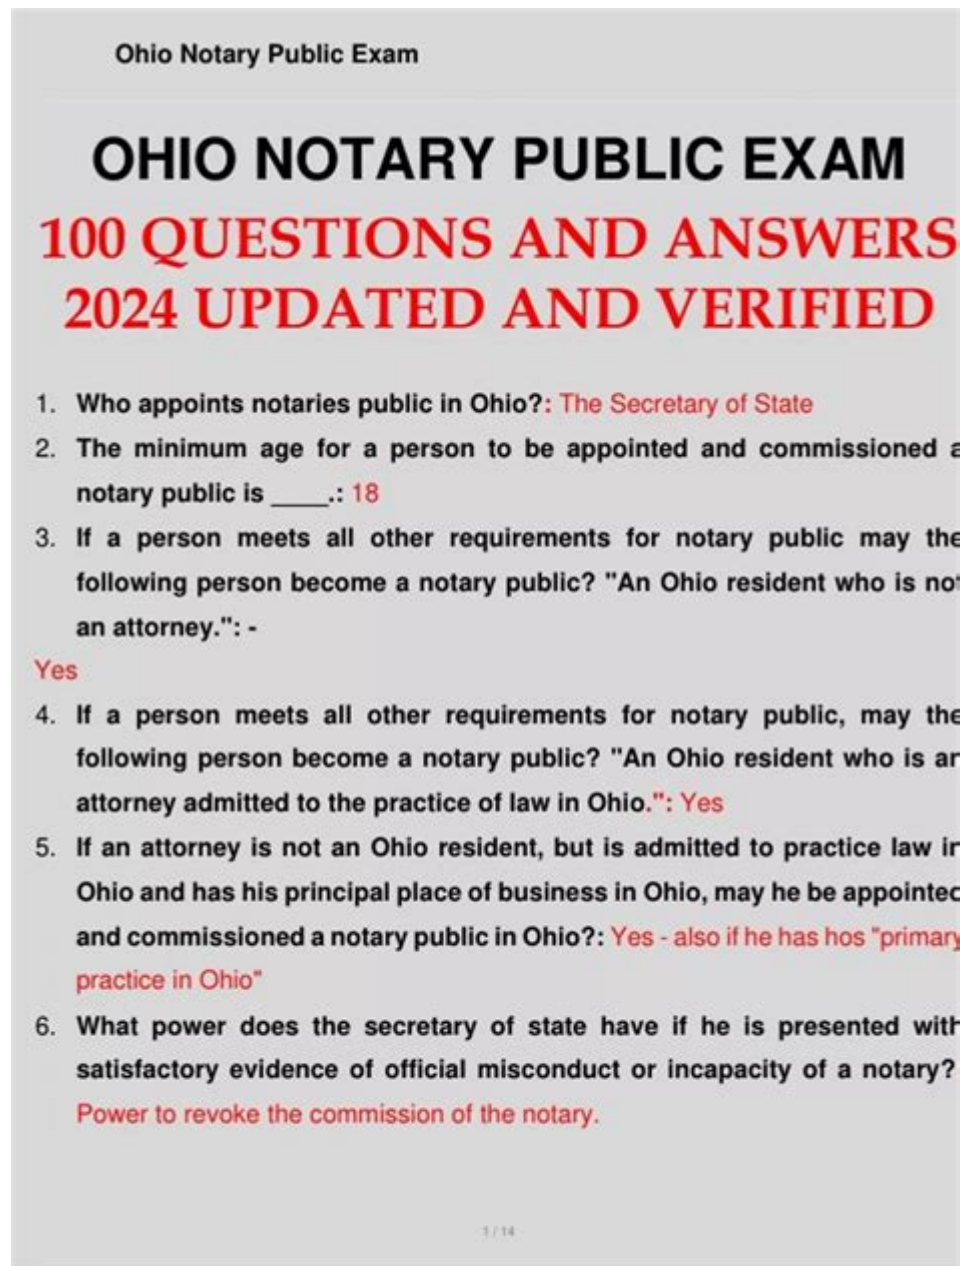 Ohio Notary Public Exam
OHIO NOTARY PUBLIC EXAM
100 QUESTIONS AND ANSWERS
2024 UPDATED AND VERIFIED
1. Who appoints notaries public in Ohio?: The Secretary of State
2. The minimum age for a person to be appointed and commissioned a
notary public is ____.: 18
3. If a person meets all other requirements for notary public may the
following person become a notary public? "An Ohio resident who is not
an attorney.": -
Yes
4. If a person meets all other requirements for notary public, may the
following person become a notary public? "An Ohio resident who is an
attorney admitted to the practice of law in Ohio.": Yes
5. If an attorney is not an Ohio resident, but is admitted to practice law in
Ohio and has his principal place of business in Ohio, may he be appointed
and commissioned a notary public in Ohio?: Yes - also if he has hos "primary
practice in Ohio"
6. What power does the secretary of state have if he is presented with
satisfactory evidence of official misconduct or incapacity of a notary?
Power to revoke the commission of the notary.
1 / 14